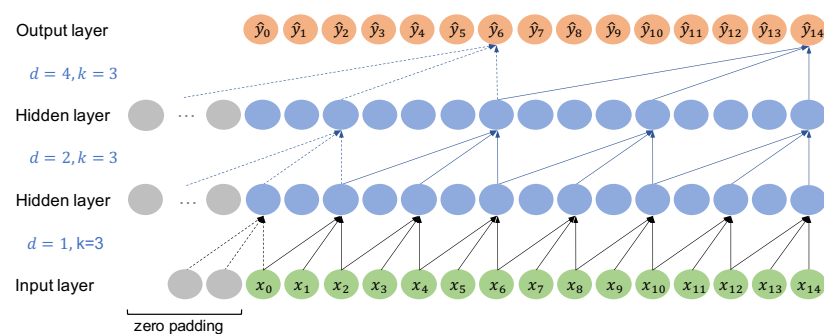 Output layer ŷ₀ ŷ₁ ŷ₂ ŷ₃ ŷ₄ ŷ₅ ŷ₆ ŷ₇ ŷ₈ ŷ₉ ŷ₁₀ ŷ₁₁ ŷ₁₂ ŷ₁₃ ŷ₁₄
d = 4, k = 3
Hidden layer ...
d = 2, k = 3
Hidden layer ...
d = 1, k=3
Input layer x₀ x₁ x₂ x₃ x₄ x₅ x₆ x₇ x₈ x₉ x₁₀ x₁₁ x₁₂ x₁₃ x₁₄
zero padding